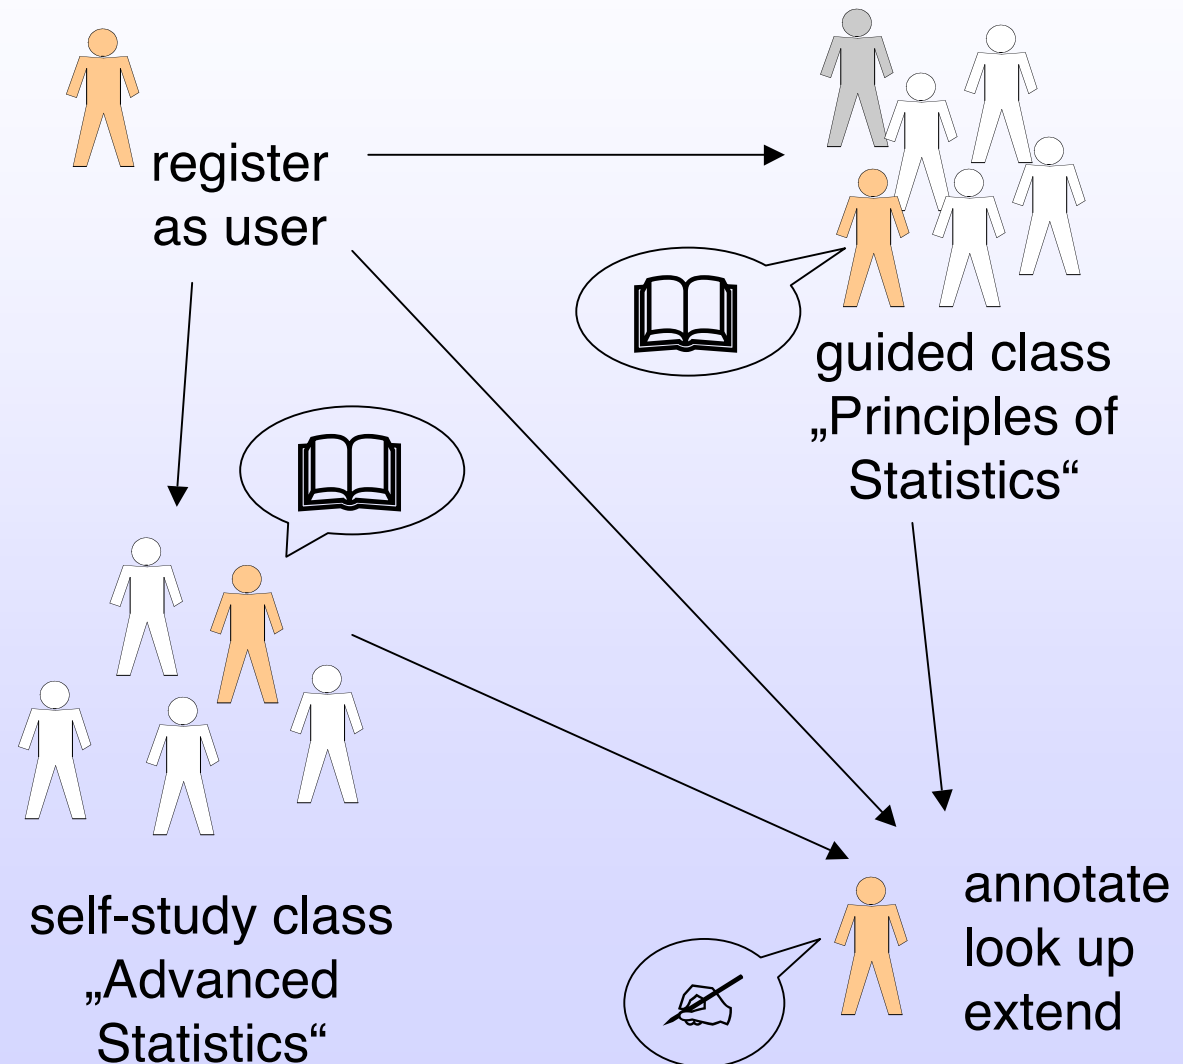 register
as user
guided class
„Principles of
Statistics“
self-study class
„Advanced
Statistics“
annotate
look up
extend